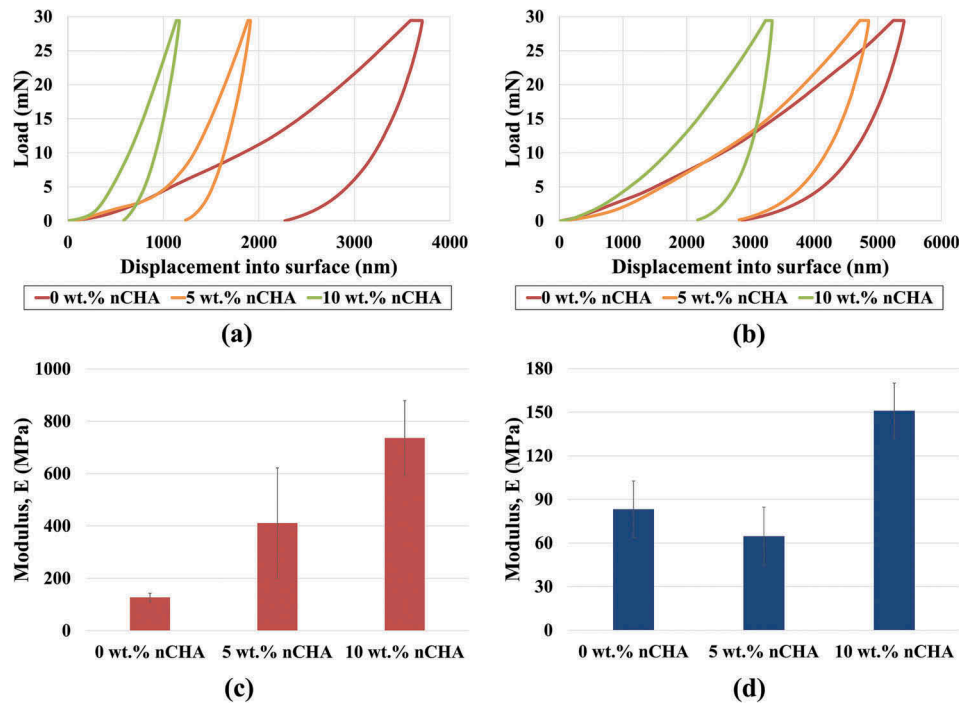 30
25
20
15
10
5
0
Load (mN)
0 1000 2000 3000 4000
Displacement into surface (nm)
0 wt.% nCHA 5 wt.% nCHA 10 wt.% nCHA
(a)
30
25
20
15
10
5
0
Load (mN)
0 1000 2000 3000 4000 5000 6000
Displacement into surface (nm)
0 wt.% nCHA 5 wt.% nCHA 10 wt.% nCHA
(b)
1000
800
600
400
200
0
Modulus, E (MPa)
0 wt.% nCHA 5 wt.% nCHA 10 wt.% nCHA
(c)
180
150
120
90
60
30
0
Modulus, E (MPa)
0 wt.% nCHA 5 wt.% nCHA 10 wt.% nCHA
(d)